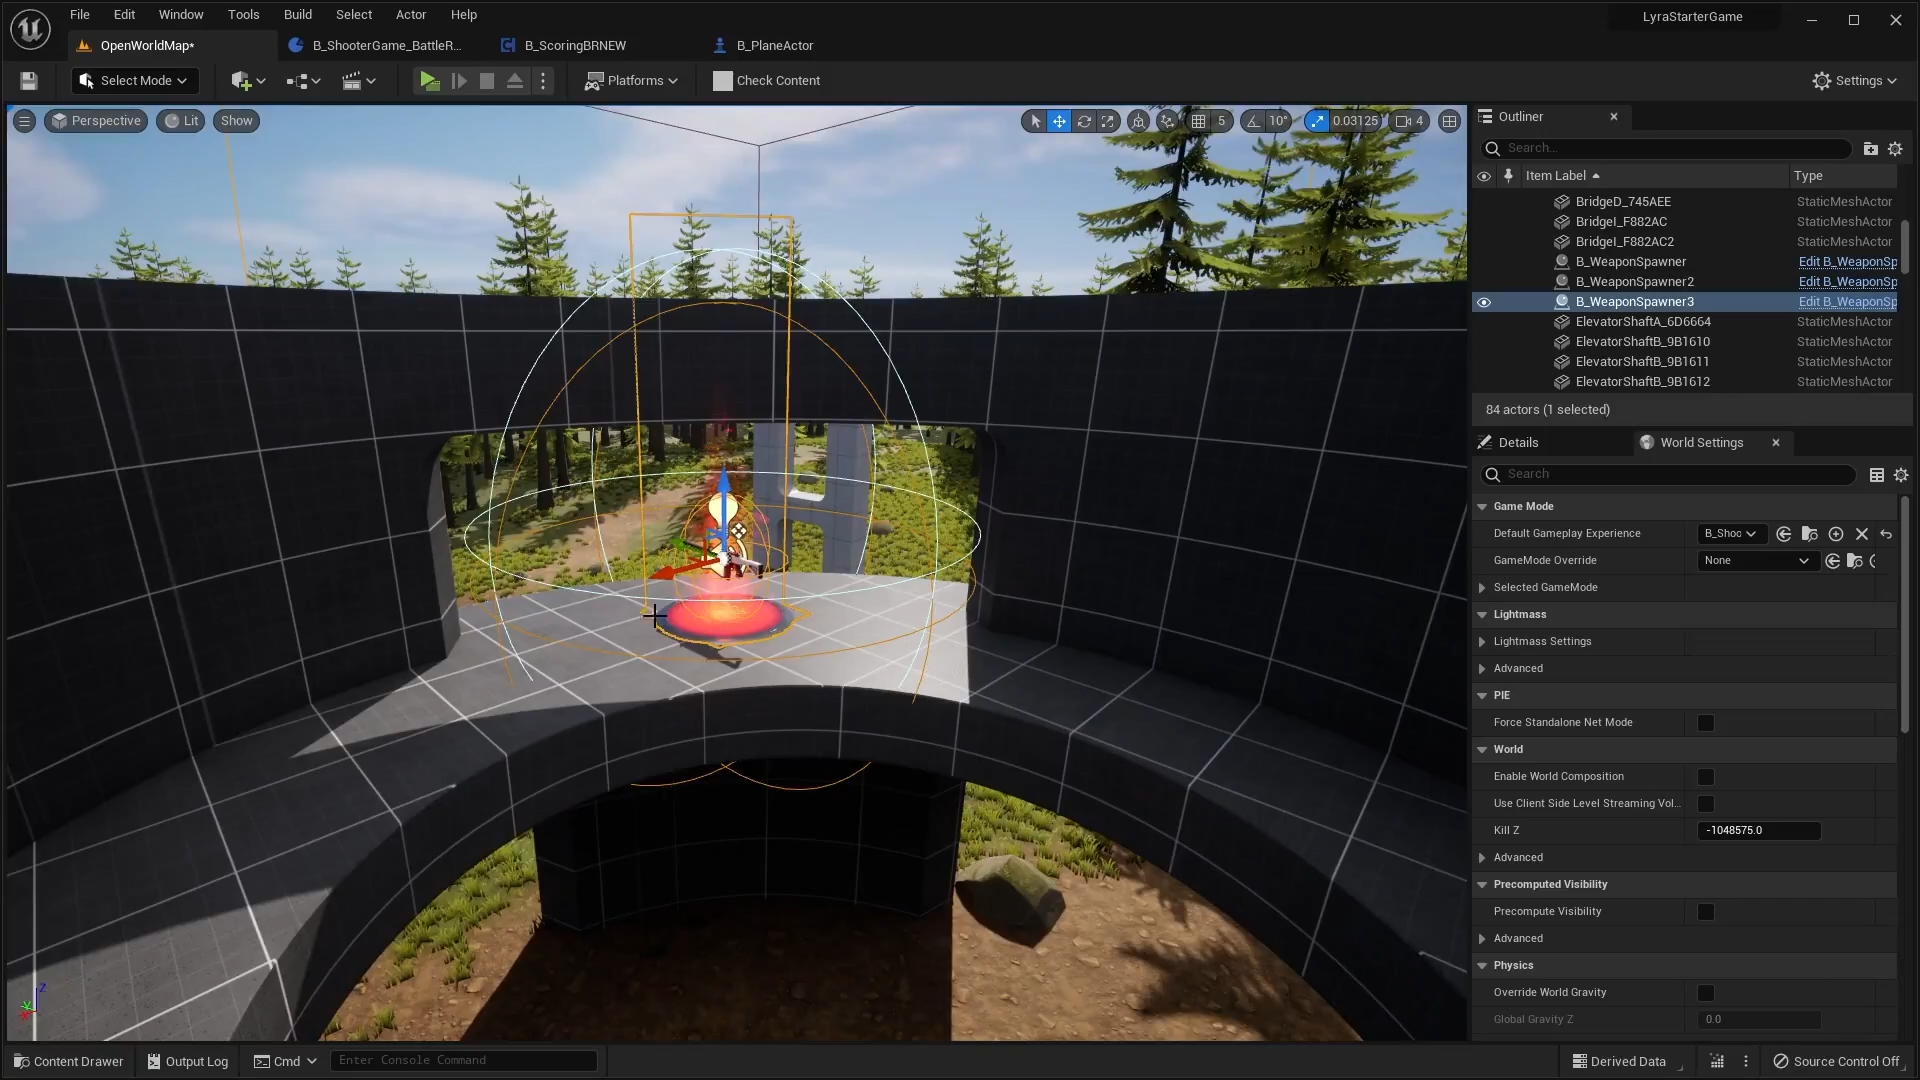 File Edit Window Tools Build Select Actor Help
LyraStarterGame
OpenWorldMap*
B_ShooterGame_BattleR...
B_ScoringBRNEW
B_PlaneActor
Select Mode
Platforms
Check Content
Settings
Perspective
Lit
Show
5
10°
0.03125
4
Outliner
Search...
Item Label
Type
BridgeD_745AEE StaticMeshActor
BridgeI_F882AC StaticMeshActor
BridgeI_F882AC2 StaticMeshActor
B_WeaponSpawner Edit B_WeaponSp
B_WeaponSpawner2 Edit B_WeaponSp
B_WeaponSpawner3 Edit B_WeaponSp
ElevatorShaftA_6D6664 StaticMeshActor
ElevatorShaftB_9B1610 StaticMeshActor
ElevatorShaftB_9B1611 StaticMeshActor
ElevatorShaftB_9B1612 StaticMeshActor
84 actors (1 selected)
Details
World Settings
Search
Game Mode
Default Gameplay Experience B_Shoc
GameMode Override None
Selected GameMode
Lightmass
Lightmass Settings
Advanced
PIE
Force Standalone Net Mode
World
Enable World Composition
Use Client Side Level Streaming Vol...
Kill Z -1048575.0
Advanced
Precomputed Visibility
Precompute Visibility
Advanced
Physics
Override World Gravity
Global Gravity Z 0.0
Z
Y
X
Content Drawer
Output Log
Cmd
Enter Console Command
Derived Data
Source Control Off